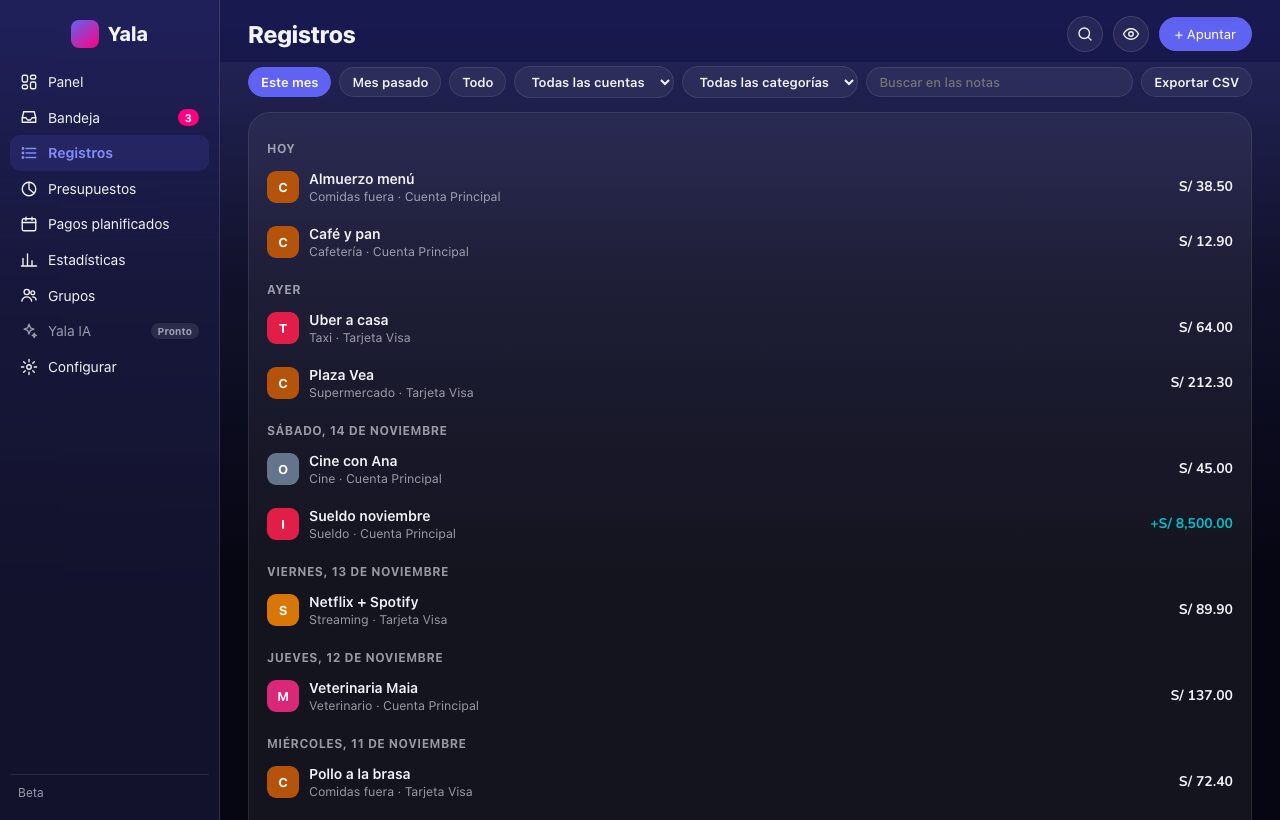 Yala
Panel
Bandeja 3
Registros
Presupuestos
Pagos planificados
Estadísticas
Grupos
Yala IA Pronto
Configurar
Beta
Registros
+ Apuntar
Este mes Mes pasado Todo Todas las cuentas Todas las categorías Buscar en las notas Exportar CSV
HOY
C Almuerzo menú S/ 38.50
Comidas fuera · Cuenta Principal
C Café y pan S/ 12.90
Cafetería · Cuenta Principal
AYER
T Uber a casa S/ 64.00
Taxi · Tarjeta Visa
C Plaza Vea S/ 212.30
Supermercado · Tarjeta Visa
SÁBADO, 14 DE NOVIEMBRE
O Cine con Ana S/ 45.00
Cine · Cuenta Principal
I Sueldo noviembre +S/ 8,500.00
Sueldo · Cuenta Principal
VIERNES, 13 DE NOVIEMBRE
S Netflix + Spotify S/ 89.90
Streaming · Tarjeta Visa
JUEVES, 12 DE NOVIEMBRE
M Veterinaria Maia S/ 137.00
Veterinario · Cuenta Principal
MIÉRCOLES, 11 DE NOVIEMBRE
C Pollo a la brasa S/ 72.40
Comidas fuera · Tarjeta Visa